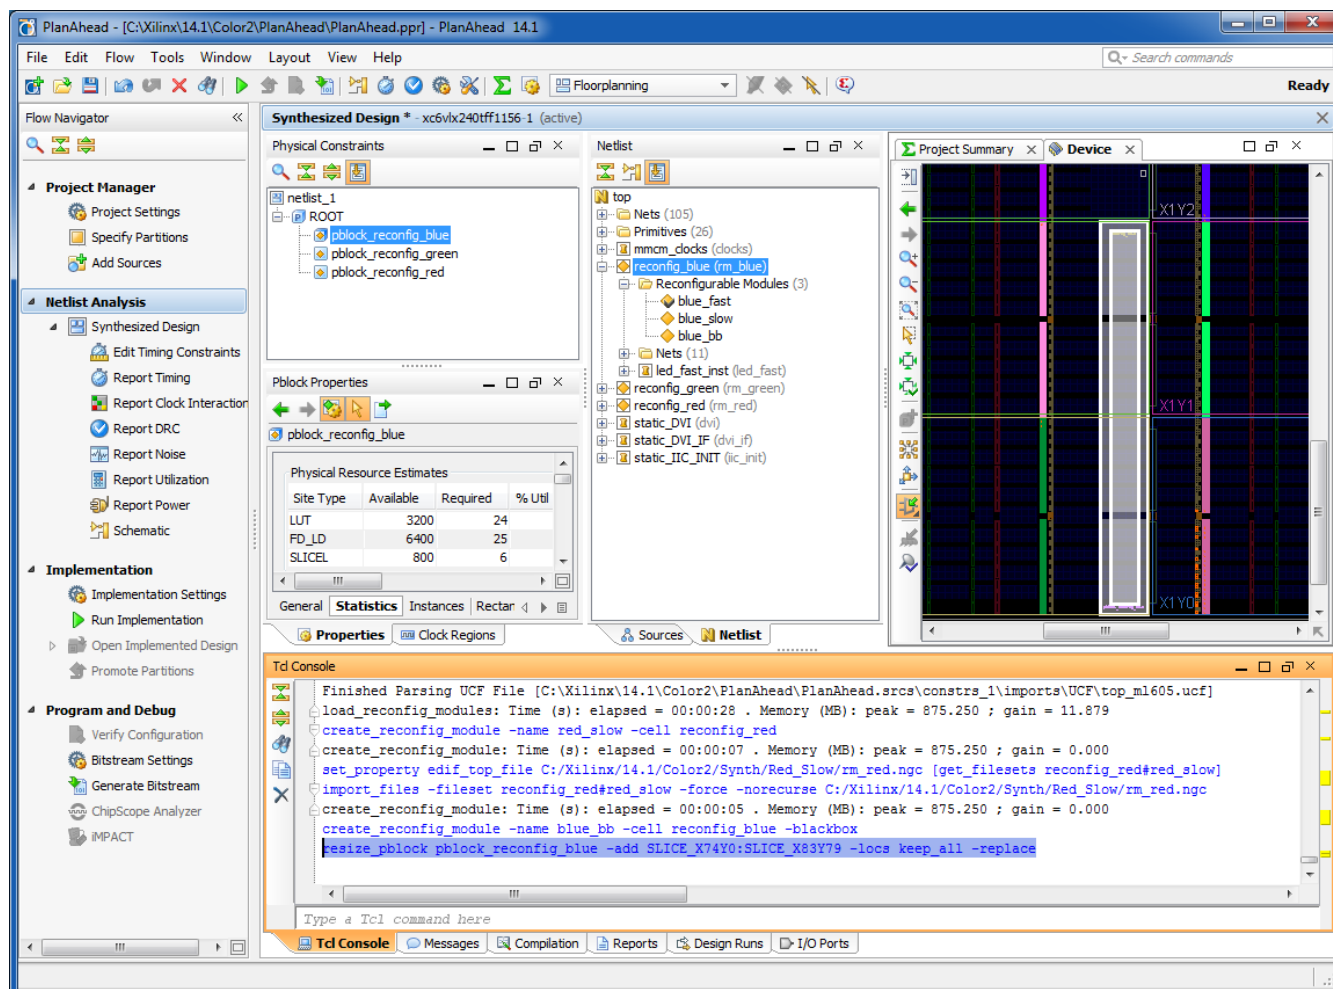 PlanAhead - [C:\Xilinx\14.1\Color2\PlanAhead\PlanAhead.ppr] - PlanAhead 14.1
File Edit Flow Tools Window Layout View Help
Search commands
Floorplanning
Ready
Flow Navigator
Project Manager
Project Settings
Specify Partitions
Add Sources
Netlist Analysis
Synthesized Design
Edit Timing Constraints
Report Timing
Report Clock Interaction
Report DRC
Report Noise
Report Utilization
Report Power
Schematic
Implementation
Implementation Settings
Run Implementation
Open Implemented Design
Promote Partitions
Program and Debug
Verify Configuration
Bitstream Settings
Generate Bitstream
ChipScope Analyzer
iMPACT
Synthesized Design * - xc6vlx240tff1156-1 (active)
Physical Constraints
netlist_1
ROOT
pblock_reconfig_blue
pblock_reconfig_green
pblock_reconfig_red
Pblock Properties
pblock_reconfig_blue
Physical Resource Estimates
Site Type Available Required % Util
LUT 3200 24
FD_LD 6400 25
SLICEL 800 6
General Statistics Instances Rectar
Properties Clock Regions
Netlist
top
Nets (105)
Primitives (26)
mmcm_clocks (clocks)
reconfig_blue (rm_blue)
Reconfigurable Modules (3)
blue_fast
blue_slow
blue_bb
Nets (11)
led_fast_inst (led_fast)
reconfig_green (rm_green)
reconfig_red (rm_red)
static_DVI (dvi)
static_DVI_IF (dvi_if)
static_IIC_INIT (iic_init)
Sources Netlist
Project Summary Device
X1Y2
X1Y1
X1Y0
Tcl Console
Finished Parsing UCF File [C:\Xilinx\14.1\Color2\PlanAhead\PlanAhead.srcs\constrs_1\imports\UCF\top_ml605.ucf]
load_reconfig_modules: Time (s): elapsed = 00:00:28 . Memory (MB): peak = 875.250 ; gain = 11.879
create_reconfig_module -name red_slow -cell reconfig_red
create_reconfig_module: Time (s): elapsed = 00:00:07 . Memory (MB): peak = 875.250 ; gain = 0.000
set_property edif_top_file C:/Xilinx/14.1/Color2/Synth/Red_Slow/rm_red.ngc [get_filesets reconfig_red#red_slow]
import_files -fileset reconfig_red#red_slow -force -norecurse C:/Xilinx/14.1/Color2/Synth/Red_Slow/rm_red.ngc
create_reconfig_module: Time (s): elapsed = 00:00:05 . Memory (MB): peak = 875.250 ; gain = 0.000
create_reconfig_module -name blue_bb -cell reconfig_blue -blackbox
resize_pblock pblock_reconfig_blue -add SLICE_X74Y0:SLICE_X83Y79 -locs keep_all -replace
Type a Tcl command here
Tcl Console Messages Compilation Reports Design Runs I/O Ports